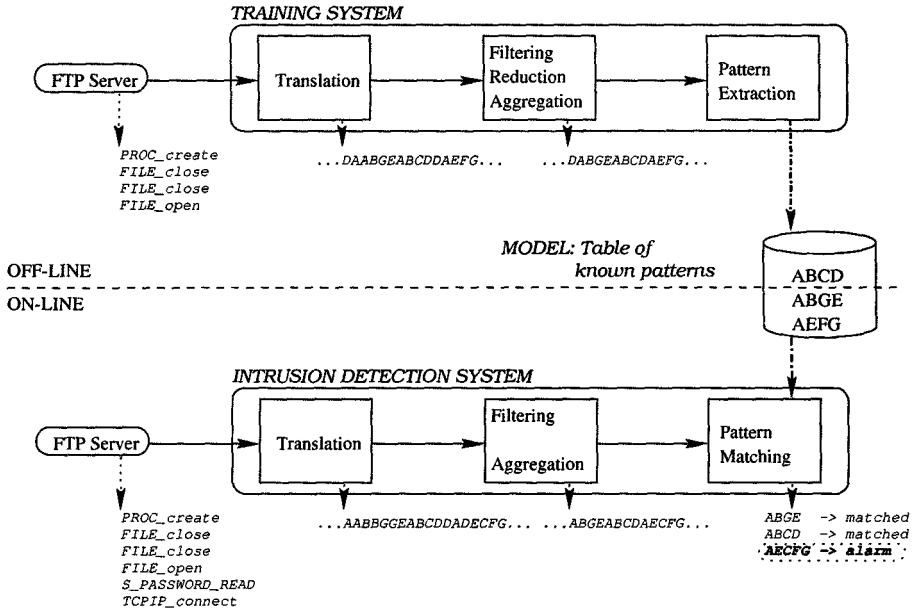 TRAINING SYSTEM
FTP Server
Translation
Filtering
Reduction
Aggregation
Pattern
Extraction
PROC_create
FILE_close
FILE_close
FILE_open
...DAABGEABCDDAEFG...
...DABGEABCDAEFG...
MODEL: Table of
known patterns
OFF-LINE
ON-LINE
ABCD
ABGE
AEFG
INTRUSION DETECTION SYSTEM
FTP Server
Translation
Filtering
Aggregation
Pattern
Matching
PROC_create
FILE_close
FILE_close
FILE_open
S_PASSWORD_READ
TCPIP_connect
...AABBGGEABCDDADECFG...
...ABGEABCDAECFG...
ABGE -> matched
ABCD -> matched
AECFG -> alarm